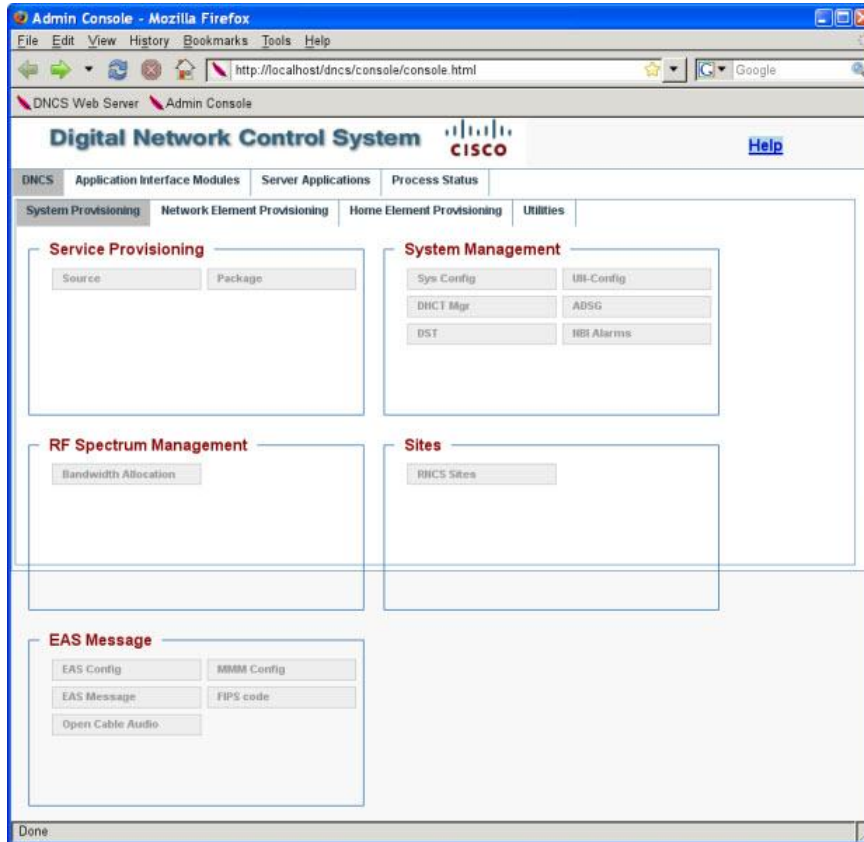 Admin Console - Mozilla Firefox
File Edit View History Bookmarks Tools Help
http://localhost/dncs/console/console.html
Google
DNCS Web Server Admin Console
Digital Network Control System
CISCO
Help
DNCS Application Interface Modules Server Applications Process Status
System Provisioning Network Element Provisioning Home Element Provisioning Utilities
Service Provisioning
Source Package
System Management
Sys Config UN-Config
DHCT Mgr ADSG
DST NBI Alarms
RF Spectrum Management
Bandwidth Allocation
Sites
RNCS Sites
EAS Message
EAS Config MMM Config
EAS Message FIPS code
Open Cable Audio
Done